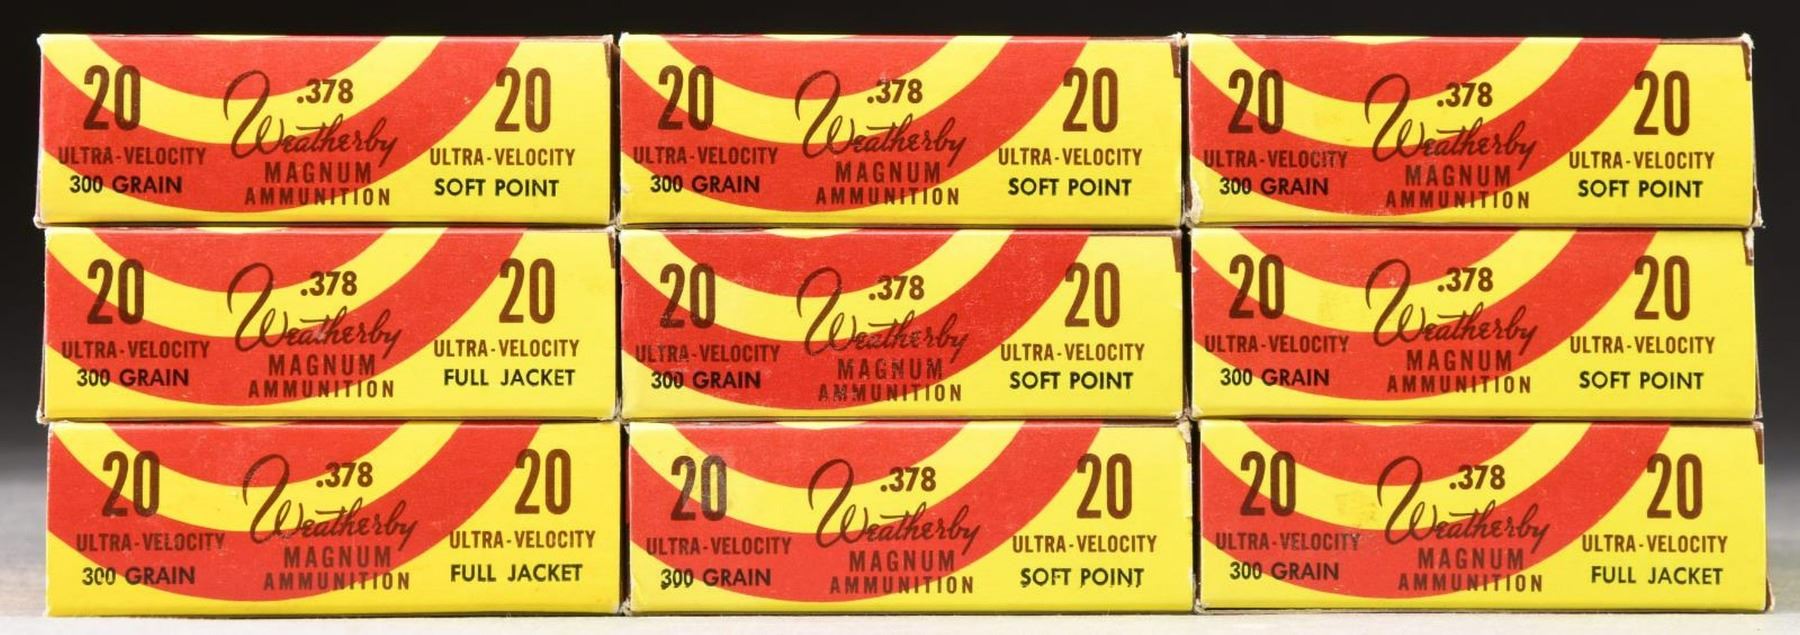 20 .378 20
Weatherby
ULTRA-VELOCITY MAGNUM ULTRA-VELOCITY
300 GRAIN AMMUNITION SOFT POINT
20 .378 20
Weatherby
ULTRA-VELOCITY MAGNUM ULTRA-VELOCITY
300 GRAIN AMMUNITION SOFT POINT
20 .378 20
Weatherby
ULTRA-VELOCITY MAGNUM ULTRA-VELOCITY
300 GRAIN AMMUNITION SOFT POINT
20 .378 20
Weatherby
ULTRA-VELOCITY MAGNUM ULTRA-VELOCITY
300 GRAIN AMMUNITION FULL JACKET
20 .378 20
Weatherby
ULTRA-VELOCITY MAGNUM ULTRA-VELOCITY
300 GRAIN AMMUNITION SOFT POINT
20 .378 20
Weatherby
ULTRA-VELOCITY MAGNUM ULTRA-VELOCITY
300 GRAIN AMMUNITION SOFT POINT
20 .378 20
Weatherby
ULTRA-VELOCITY MAGNUM ULTRA-VELOCITY
300 GRAIN AMMUNITION FULL JACKET
20 .378 20
Weatherby
ULTRA-VELOCITY MAGNUM ULTRA-VELOCITY
300 GRAIN AMMUNITION SOFT POINT
20 .378 20
Weatherby
ULTRA-VELOCITY MAGNUM ULTRA-VELOCITY
300 GRAIN AMMUNITION FULL JACKET